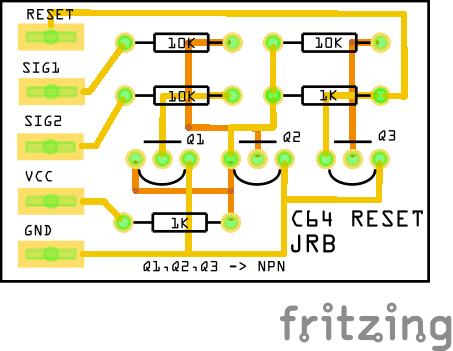 RESET
10K
10K
SIG1
10K
1K
SIG2
Q1
Q2
Q3
VCC
1K
C64 RESET
GND
JRB
Q1,Q2,Q3 -> NPN
fritzing